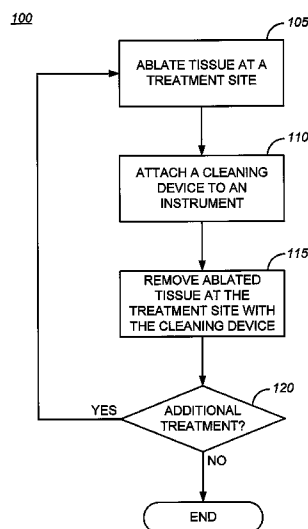 100
105
ABLATE TISSUE AT A
TREATMENT SITE
110
ATTACH A CLEANING
DEVICE TO AN
INSTRUMENT
115
REMOVE ABLATED
TISSUE AT THE
TREATMENT SITE WITH
THE CLEANING DEVICE
120
YES
ADDITIONAL
TREATMENT?
NO
END